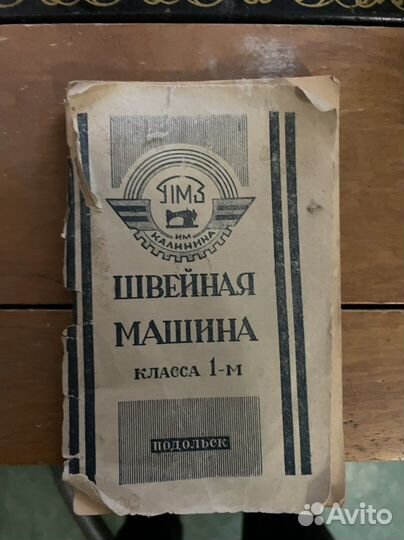 ПМЗ
ИМ
КАЛИНИНА
ШВЕЙНАЯ
МАШИНА
КЛАССА 1-М
ПОДОЛЬСК
Avito